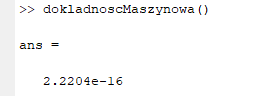 >> dokladnoscMaszynowa()
ans =
2.2204e-16